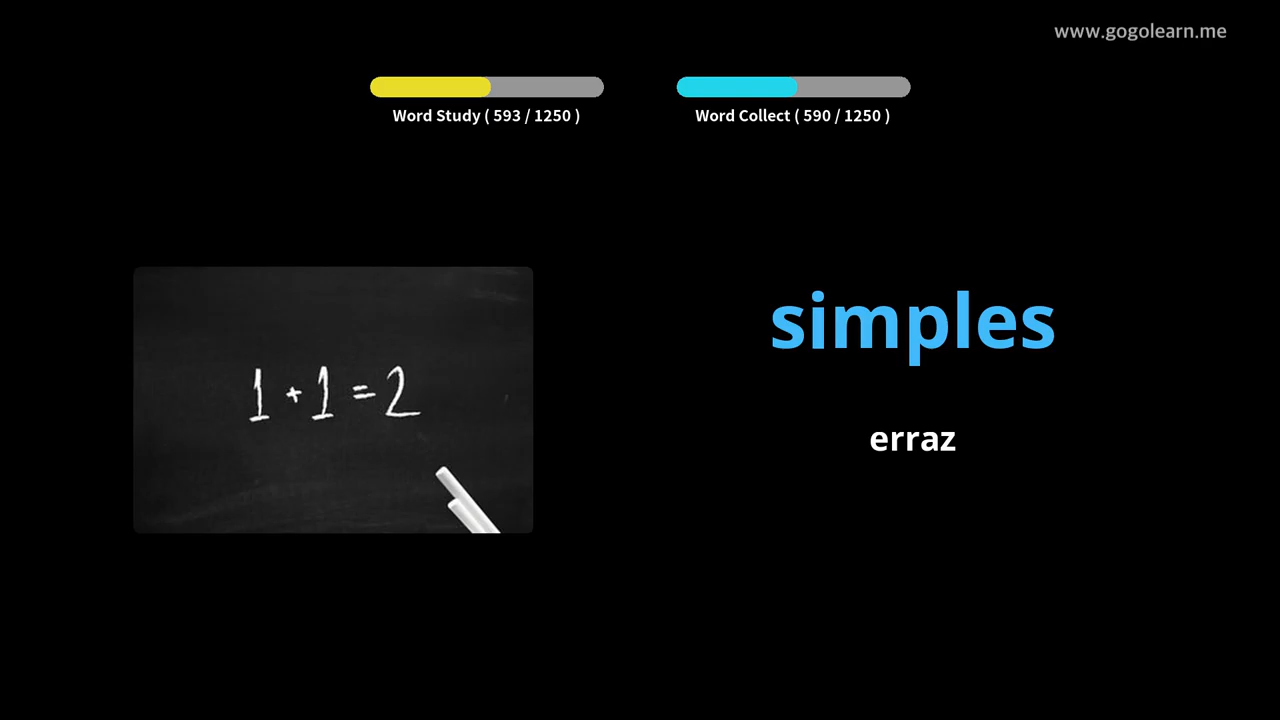 www.gogolearn.me
Word Study ( 593 / 1250 )
Word Collect ( 590 / 1250 )
1 + 1 = 2
simples
erraz